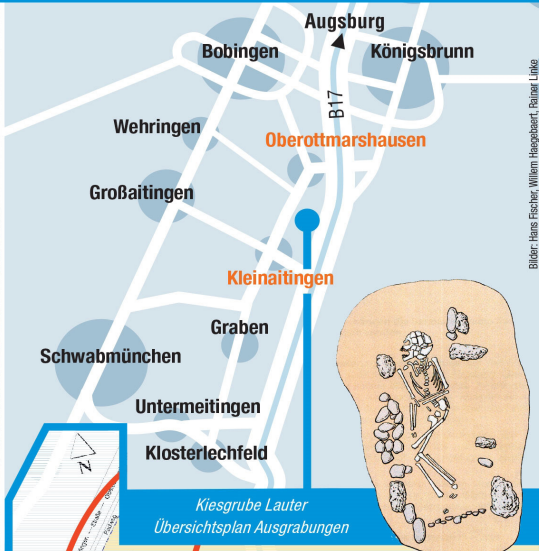 Augsburg
Bobingen
Königsbrunn
B17
Wehringen
Oberottmarshausen
Großaitingen
Kleinaitingen
Graben
Schwabmünchen
Untermeitingen
Klosterlechfeld
N
Kiesgrube Lauter
Übersichtsplan Ausgrabungen
Bilder: Hans Fischer, Willem Haegebaert, Rainer Linke